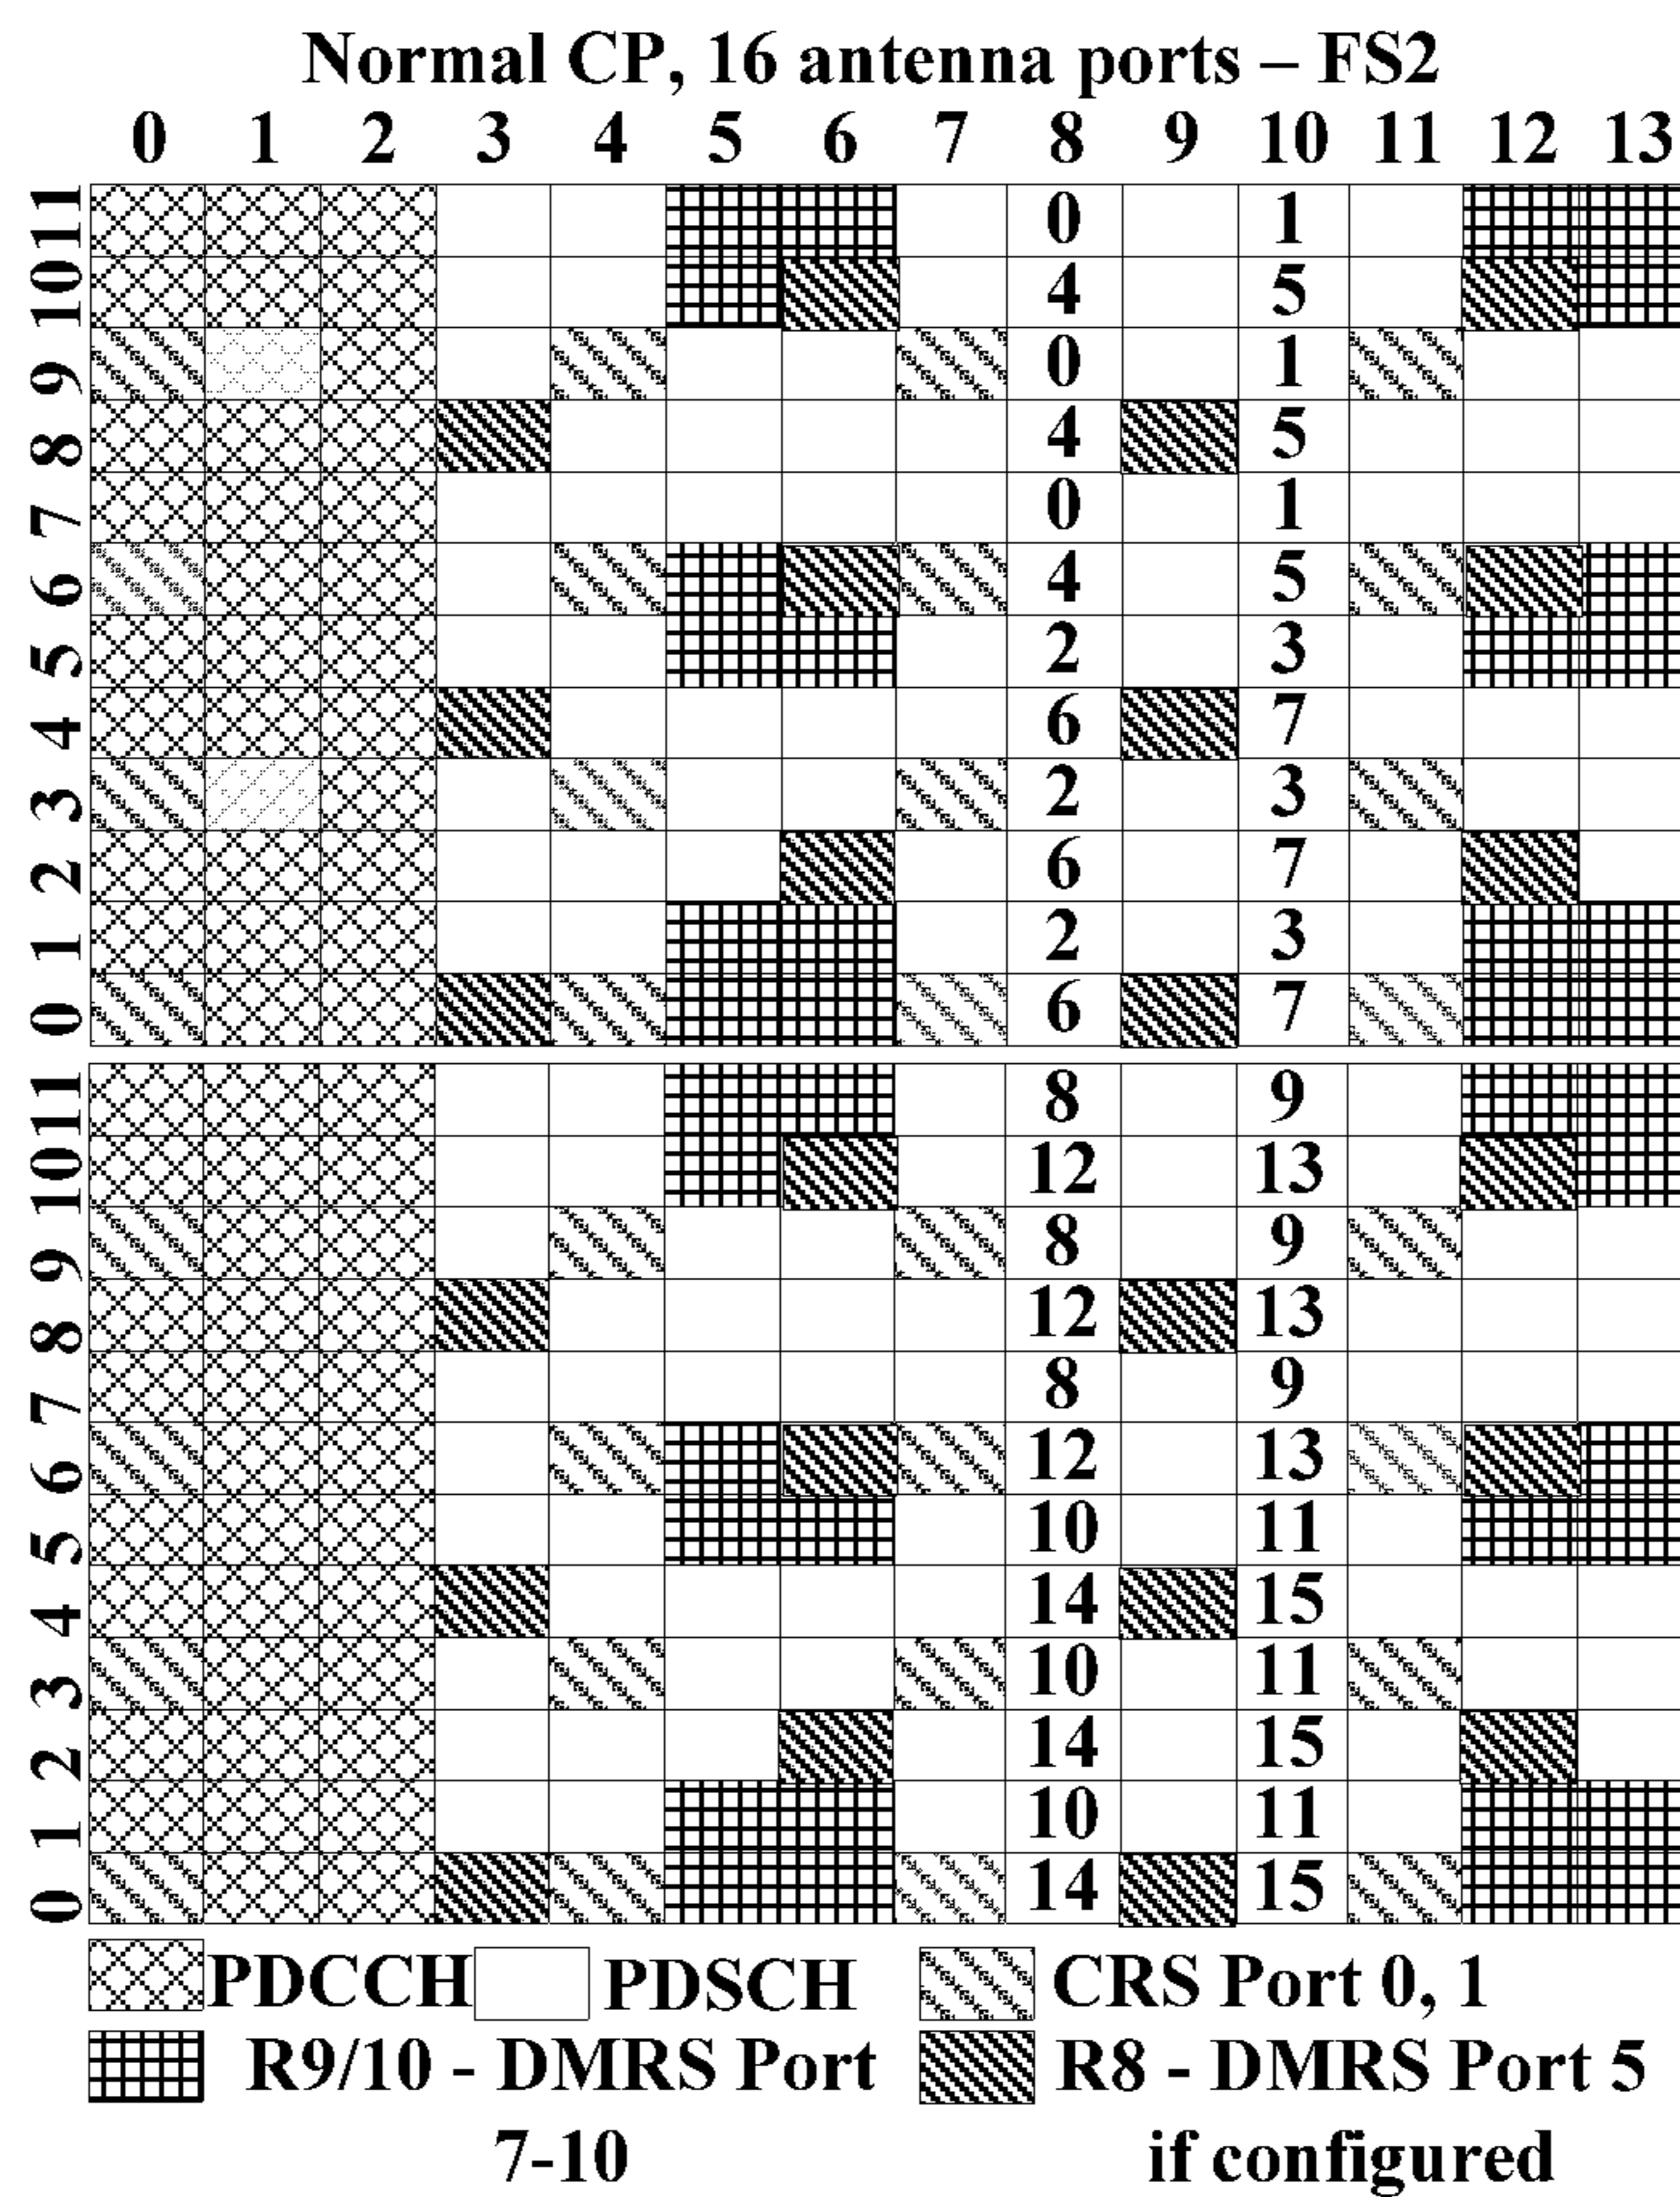 Normal CP, 16 antenna ports – FS2
0 1 2 3 4 5 6 7 8 9 10 11 12 13
11 0 1
10 4 5
9 0 1
8 4 5
7 0 1
6 4 5
5 2 3
4 6 7
3 2 3
2 6 7
1 2 3
0 6 7
11 8 9
10 12 13
9 8 9
8 12 13
7 8 9
6 12 13
5 10 11
4 14 15
3 10 11
2 14 15
1 10 11
0 14 15
PDCCH PDSCH CRS Port 0, 1
R9/10 - DMRS Port R8 - DMRS Port 5
7-10 if configured